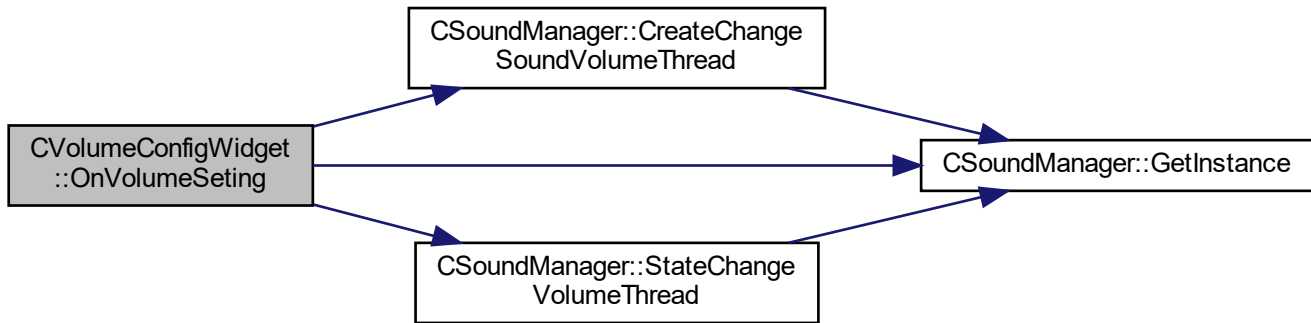 CSoundManager::CreateChange
SoundVolumeThread
CVolumeConfigWidget
::OnVolumeSeting
CSoundManager::GetInstance
CSoundManager::StateChange
VolumeThread